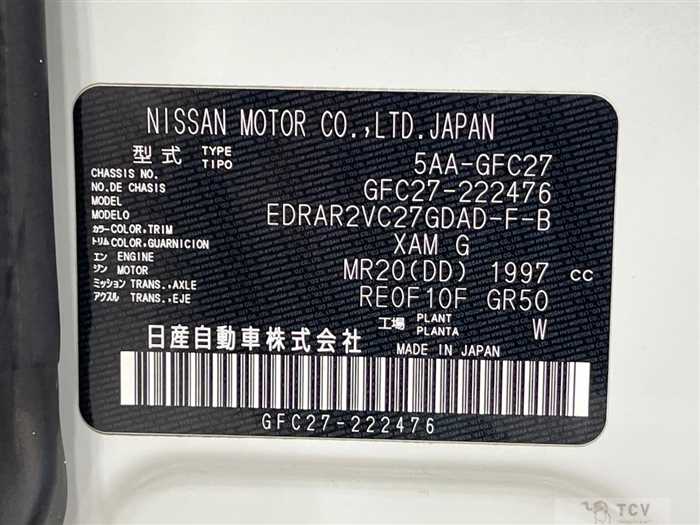 NISSAN MOTOR CO.,LTD.JAPAN
型式 TYPE TIPO 5AA-GFC27
CHASSIS NO. NO.DE CHASIS GFC27-222476
MODEL MODELO EDRAR2VC27GDAD-F-B
カラー COLOR,TRIM トリム COLOR,GUARNICION XAM G
エン ENGINE ジン MOTOR MR20(DD) 1997 cc
ミッション TRANS.,AXLE アクスル TRANS.,EJE RE0F10F GR50
工場 PLANT PLANTA W
日産自動車株式会社 MADE IN JAPAN
GFC27-222476
TCV